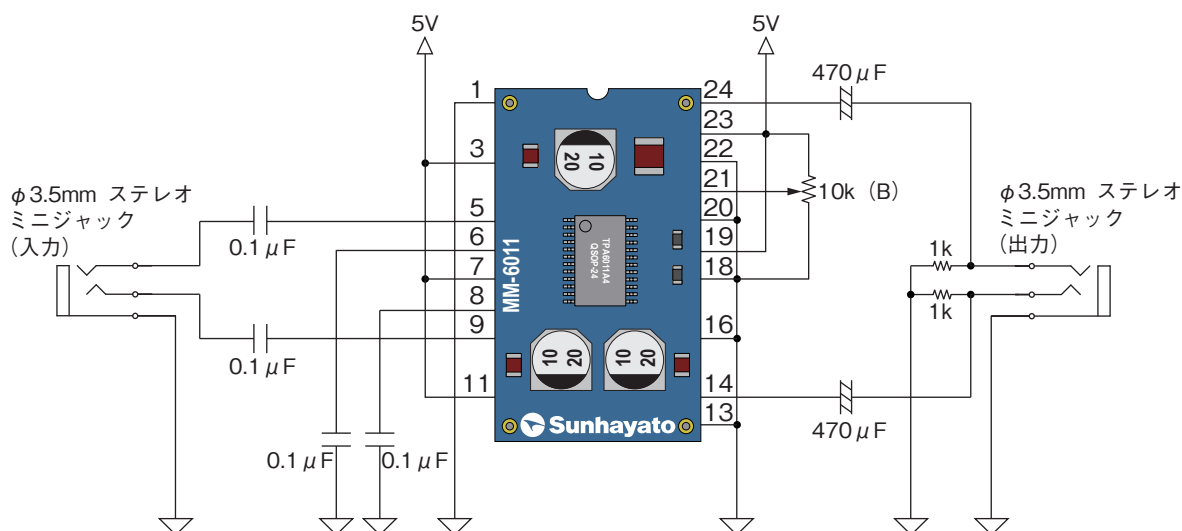 5V
5V
470μF
1
3
5
6
7
8
9
11
24
23
22
21
20
19
18
16
14
13
10
20
10k (B)
φ3.5mm ステレオ
ミニジャック
(入力)
0.1μF
0.1μF
φ3.5mm ステレオ
ミニジャック
(出力)
1k
1k
TPA6011A4
QSOP-24
MM-6011
10
20
10
20
Sunhayato
470μF
0.1μF
0.1μF